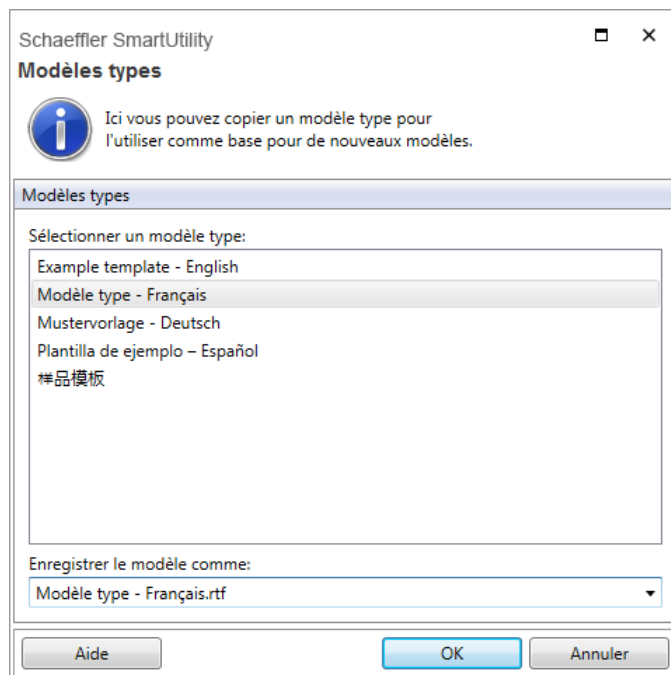 Schaeffler SmartUtility
Modèles types
Ici vous pouvez copier un modèle type pour
l'utiliser comme base pour de nouveaux modèles.
Modèles types
Sélectionner un modèle type:
Example template - English
Modèle type - Français
Mustervorlage - Deutsch
Plantilla de ejemplo – Español
样品模板
Enregistrer le modèle comme:
Modèle type - Français.rtf
Aide
OK
Annuler